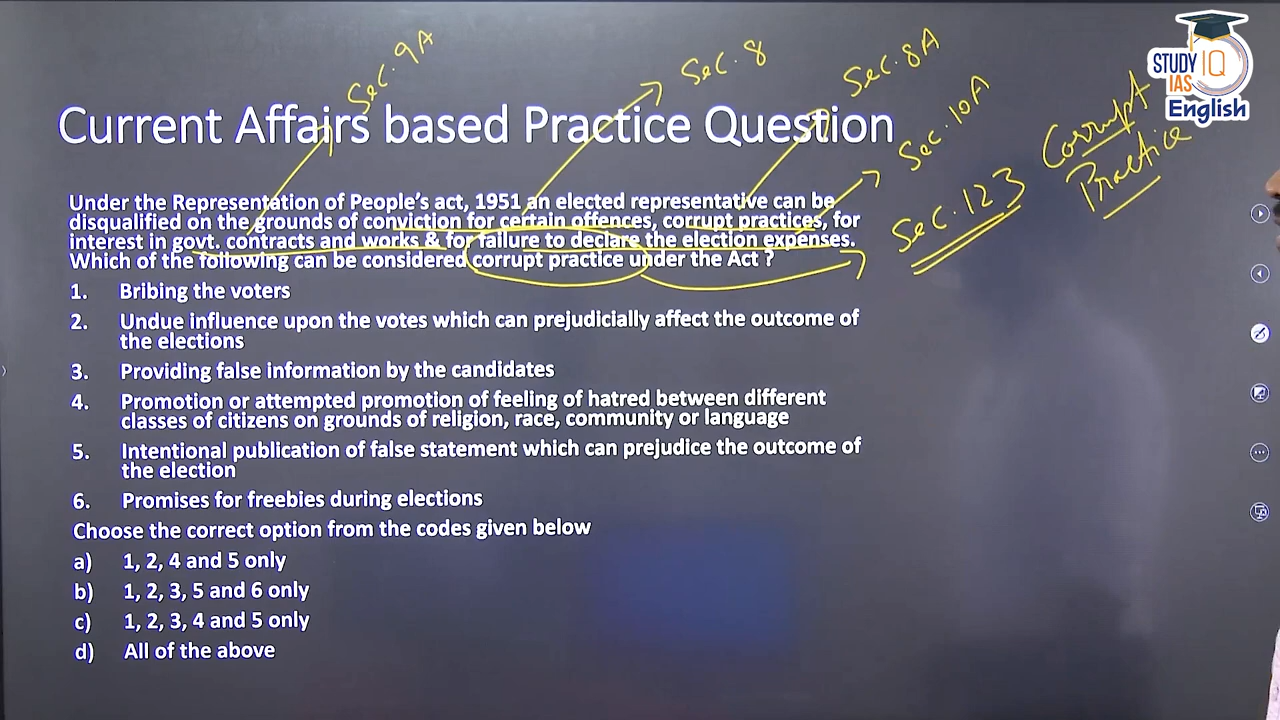 Sec. 9A
Sec. 8
Sec. 8A
Sec. 10A
Sec. 123 Corrupt
Practice
STUDY IQ
IAS
English
Current Affairs based Practice Question
Under the Representation of People's act, 1951 an elected representative can be
disqualified on the grounds of conviction for certain offences, corrupt practices, for
interest in govt. contracts and works & for failure to declare the election expenses.
Which of the following can be considered corrupt practice under the Act ?
1. Bribing the voters
2. Undue influence upon the votes which can prejudicially affect the outcome of
the elections
3. Providing false information by the candidates
4. Promotion or attempted promotion of feeling of hatred between different
classes of citizens on grounds of religion, race, community or language
5. Intentional publication of false statement which can prejudice the outcome of
the election
6. Promises for freebies during elections
Choose the correct option from the codes given below
a) 1, 2, 4 and 5 only
b) 1, 2, 3, 5 and 6 only
c) 1, 2, 3, 4 and 5 only
d) All of the above